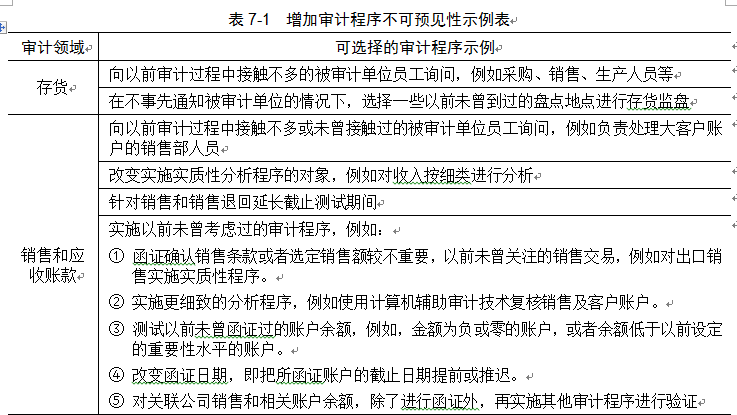 表 7-1 增加审计程序不可预见性示例表
审计领域 可选择的审计程序示例
存货
向以前审计过程中接触不多的被审计单位员工询问，例如采购、销售、生产人员等
在不事先通知被审计单位的情况下，选择一些以前未曾到过的盘点地点进行存货监盘
销售和应
收账款
向以前审计过程中接触不多或未曾接触过的被审计单位员工询问，例如负责处理大客户账
户的销售部人员
改变实施实质性分析程序的对象，例如对收入按细类进行分析
针对销售和销售退回延长截止测试期间
实施以前未曾考虑过的审计程序，例如：
① 函证确认销售条款或者选定销售额较不重要，以前未曾关注的销售交易，例如对出口销
售实施实质性程序。
② 实施更细致的分析程序，例如使用计算机辅助审计技术复核销售及客户账户。
③ 测试以前未曾函证过的账户余额，例如，金额为负或零的账户，或者余额低于以前设定
的重要性水平的账户。
④ 改变函证日期，即把所函证账户的截止日期提前或推迟。
⑤ 对关联公司销售和相关账户余额，除了进行函证外，再实施其他审计程序进行验证